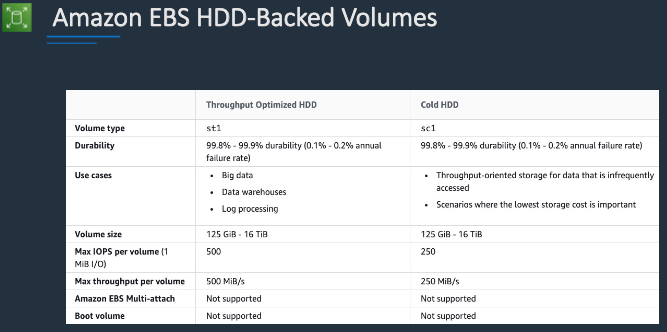 Amazon EBS HDD-Backed Volumes
Throughput Optimized HDD Cold HDD
Volume type st1 sc1
Durability 99.8% - 99.9% durability (0.1% - 0.2% annual 99.8% - 99.9% durability (0.1% - 0.2% annual failure rate)
failure rate)
Use cases • Big data • Throughput-oriented storage for data that is infrequently
accessed
• Data warehouses
• Scenarios where the lowest storage cost is important
• Log processing
Volume size 125 GiB - 16 TiB 125 GiB - 16 TiB
Max IOPS per volume (1 500 250
MiB I/O)
Max throughput per volume 500 MiB/s 250 MiB/s
Amazon EBS Multi-attach Not supported Not supported
Boot volume Not supported Not supported